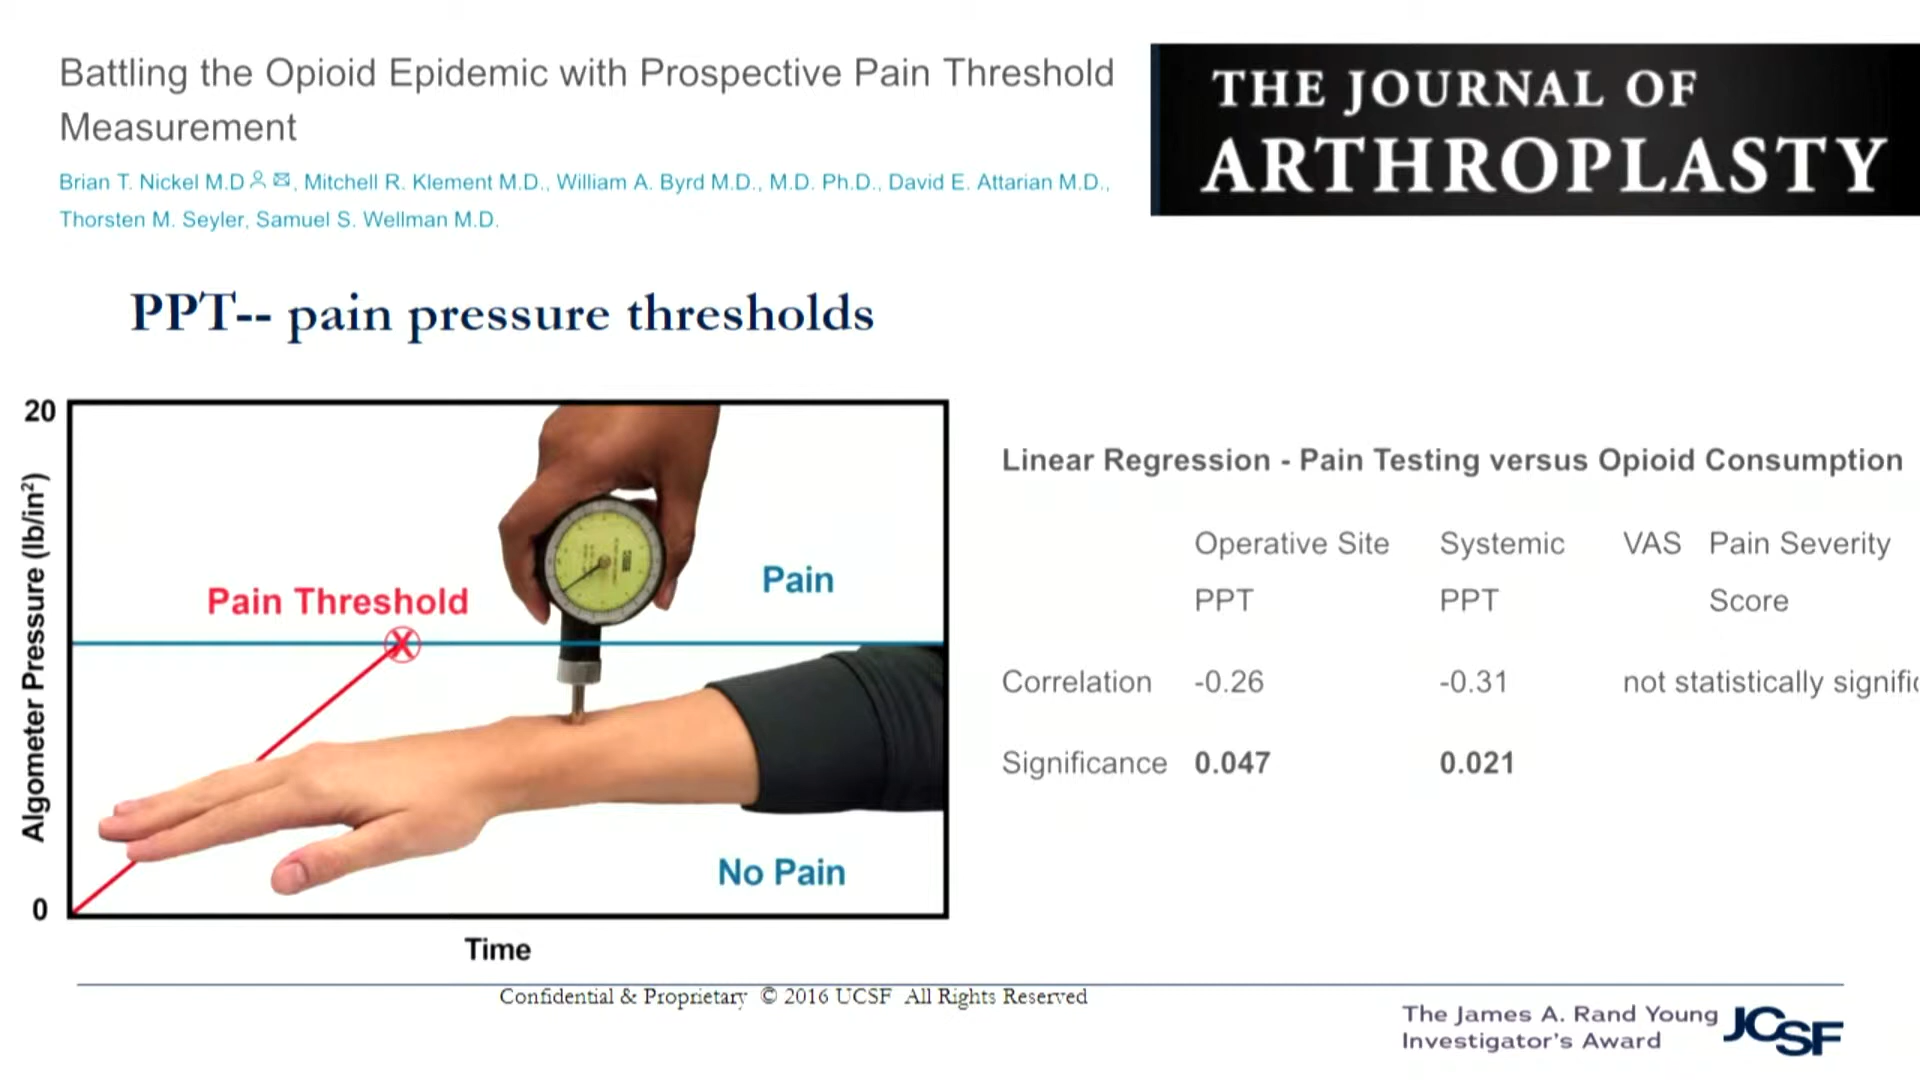 Battling the Opioid Epidemic with Prospective Pain Threshold
Measurement
Brian T. Nickel M.D , Mitchell R. Klement M.D., William A. Byrd M.D., M.D. Ph.D., David E. Attarian M.D.,
Thorsten M. Seyler, Samuel S. Wellman M.D.
THE JOURNAL OF
ARTHROPLASTY
PPT-- pain pressure thresholds
20
Algometer Pressure (lb/in²)
Pain Threshold
X
Pain
No Pain
0
Time
Linear Regression - Pain Testing versus Opioid Consumption
Operative Site Systemic VAS Pain Severity
PPT PPT Score
Correlation -0.26 -0.31 not statistically signific
Significance 0.047 0.021
Confidential & Proprietary © 2016 UCSF All Rights Reserved
The James A. Rand Young
Investigator's Award
UCSF